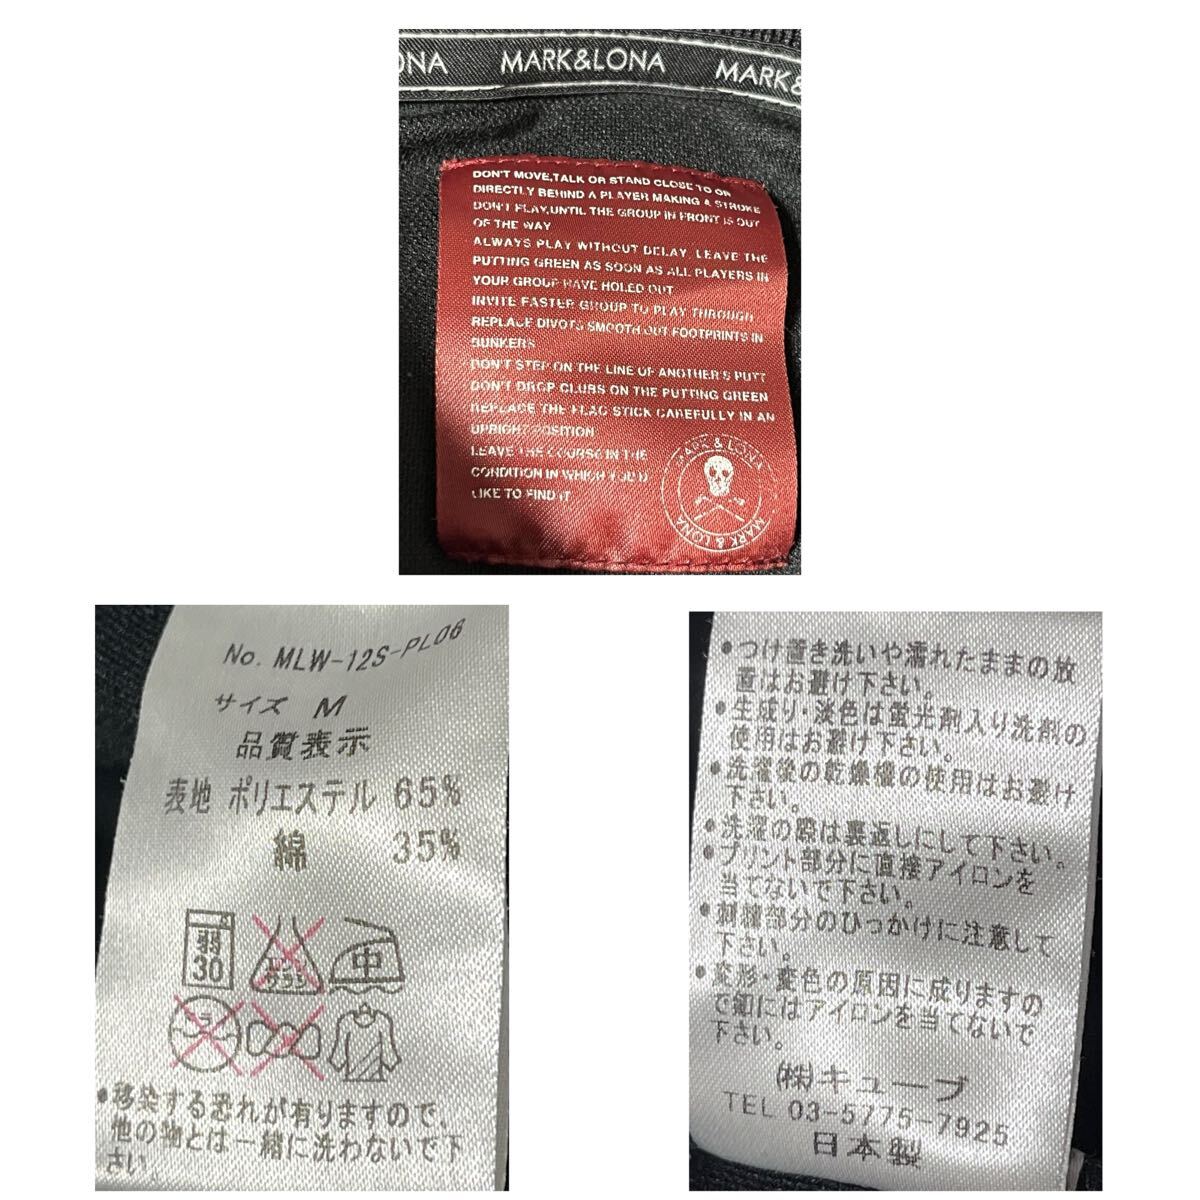 ONA MARK&LONA MARK&
DON'T MOVE,TALK OR STAND CLOSE TO OR
DIRECTLY BEHIND A PLAYER MAKING A STROKE
DON'T PLAY,UNTIL THE GROUP IN FRONT IS OUT
OF THE WAY
ALWAYS PLAY WITHOUT DELAY, LEAVE THE
PUTTING GREEN AS SOON AS ALL PLAYERS IN
YOUR GROUP HAVE HOLED OUT
INVITE FASTER GROUP TO PLAY THROUGH
REPLACE DIVOTS SMOOTH OUT FOOTPRINTS IN
BUNKERS
DON'T STEP ON THE LINE OF ANOTHER'S PUTT
DON'T DROP CLUBS ON THE PUTTING GREEN
REPLACE THE FLAG STICK CAREFULLY IN AN
UPRIGHT POSITION
LEAVE THE COURSE IN THE
CONDITION IN WHICH YOU'D
LIKE TO FIND IT
MARK & LONA
MARK & LONA
No. MLW-12S-PL06
サイズ M
品質表示
表地 ポリエステル 65%
綿 35%
弱
30
中
•移染する恐れが有りますので、
他の物とは一緒に洗わないで下
さい。
•つけ置き洗いや濡れたままの放
置はお避け下さい。
•生成り・淡色は蛍光剤入り洗剤の
使用はお避け下さい。
•洗濯後の乾燥機の使用はお避け
下さい。
•洗濯の際は裏返しにして下さい。
•プリント部分に直接アイロンを
当てないで下さい。
•刺繍部分のひっかけに注意して
下さい。
•変形・変色の原因に成りますの
で釦にはアイロンを当てないで
下さい。
(株)キューブ
TEL 03-5775-7925
日本製